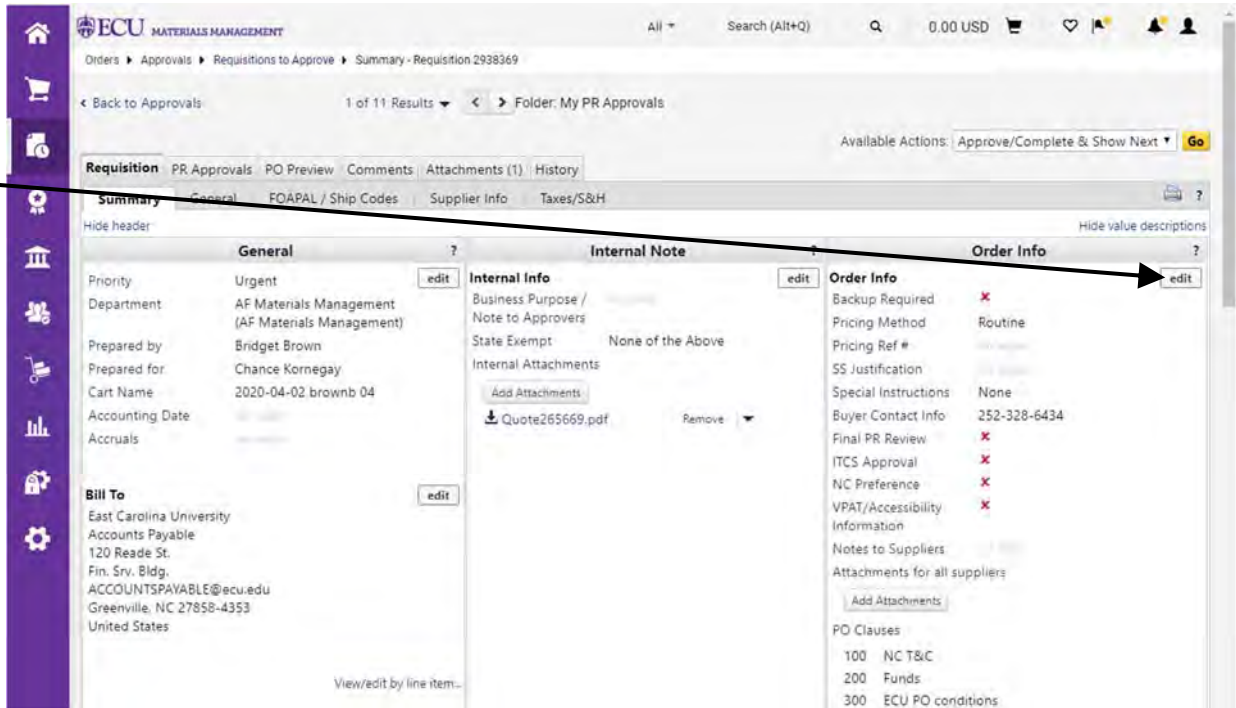 ECU MATERIALS MANAGEMENT All Search (Alt+Q) 0.00 USD
Orders Approvals Requisitions to Approve Summary - Requisition 2938369
Back to Approvals 1 of 11 Results Folder: My PR Approvals
Available Actions: Approve/Complete & Show Next Go
Requisition PR Approvals PO Preview Comments Attachments (1) History
Summary General FOAPAL / Ship Codes Supplier Info Taxes/S&H ?
Hide header Hide value descriptions
General ? Internal Note ? Order Info ?
Priority Urgent edit
Department AF Materials Management
(AF Materials Management)
Prepared by Bridget Brown
Prepared for Chance Kornegay
Cart Name 2020-04-02 brownb 04
Accounting Date
Accruals
Bill To edit
East Carolina University
Accounts Payable
120 Reade St.
Fin. Srv. Bldg.
ACCOUNTSPAYABLE@ecu.edu
Greenville, NC 27858-4353
United States
View/edit by line item...
Internal Info edit
Business Purpose /
Note to Approvers
State Exempt None of the Above
Internal Attachments
Add Attachments
Quote265669.pdf Remove
Order Info edit
Backup Required
Pricing Method Routine
Pricing Ref #
SS Justification
Special Instructions None
Buyer Contact Info 252-328-6434
Final PR Review
ITCS Approval
NC Preference
VPAT/Accessibility
Information
Notes to Suppliers
Attachments for all suppliers
Add Attachments
PO Clauses
100 NC T&C
200 Funds
300 ECU PO conditions